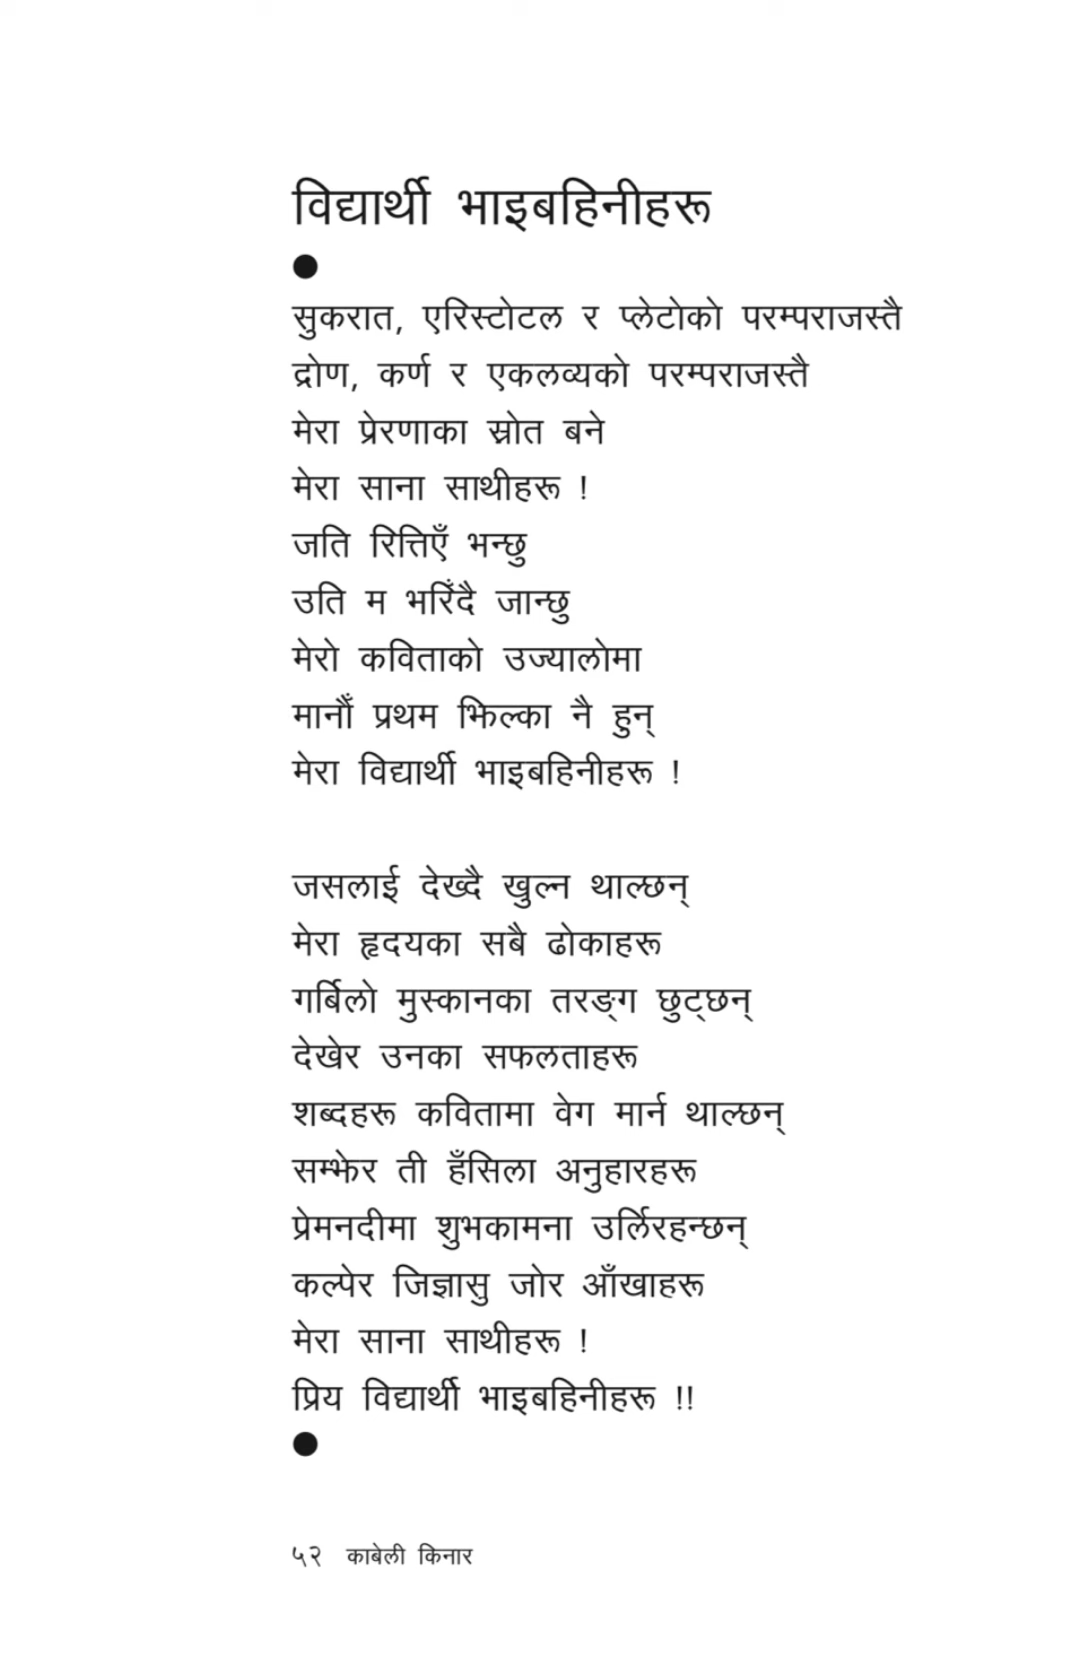 विद्यार्थी भाइबहिनीहरू
●
सुकरात, एरिस्टोटल र प्लेटोको परम्पराजस्तै
द्रोण, कर्ण र एकलव्यको परम्पराजस्तै
मेरा प्रेरणाका स्रोत बने
मेरा साना साथीहरू !
जति रित्तिएँ भन्छु
उति म भरिँदै जान्छु
मेरो कविताको उज्यालोमा
मानौँ प्रथम झिल्का नै हुन्
मेरा विद्यार्थी भाइबहिनीहरू !

जसलाई देख्दै खुल्न थाल्छन्
मेरा हृदयका सबै ढोकाहरू
गर्बिलो मुस्कानका तरङ्ग छुट्छन्
देखेर उनका सफलताहरू
शब्दहरू कवितामा वेग मार्न थाल्छन्
सम्झेर ती हँसिला अनुहारहरू
प्रेमनदीमा शुभकामना उर्लिरहन्छन्
कल्पेर जिज्ञासु जोर आँखाहरू
मेरा साना साथीहरू !
प्रिय विद्यार्थी भाइबहिनीहरू !!
●
५२ काबेली किनार